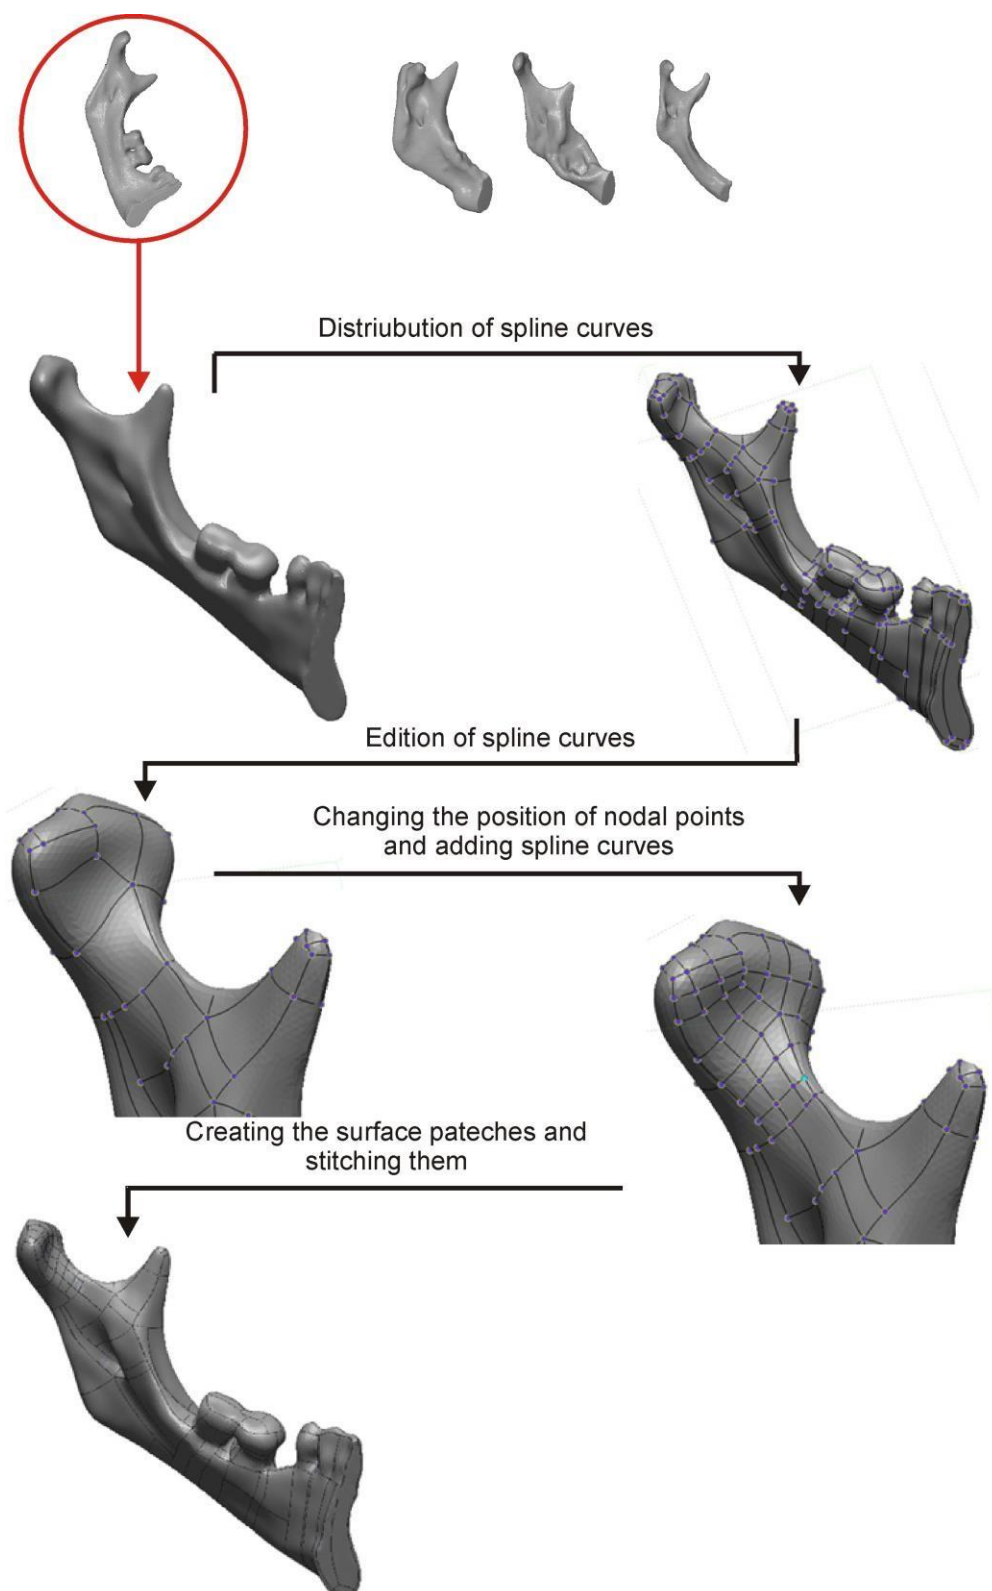 Distriubution of spline curves
Edition of spline curves
Changing the position of nodal points
and adding spline curves
Creating the surface pateches and
stitching them